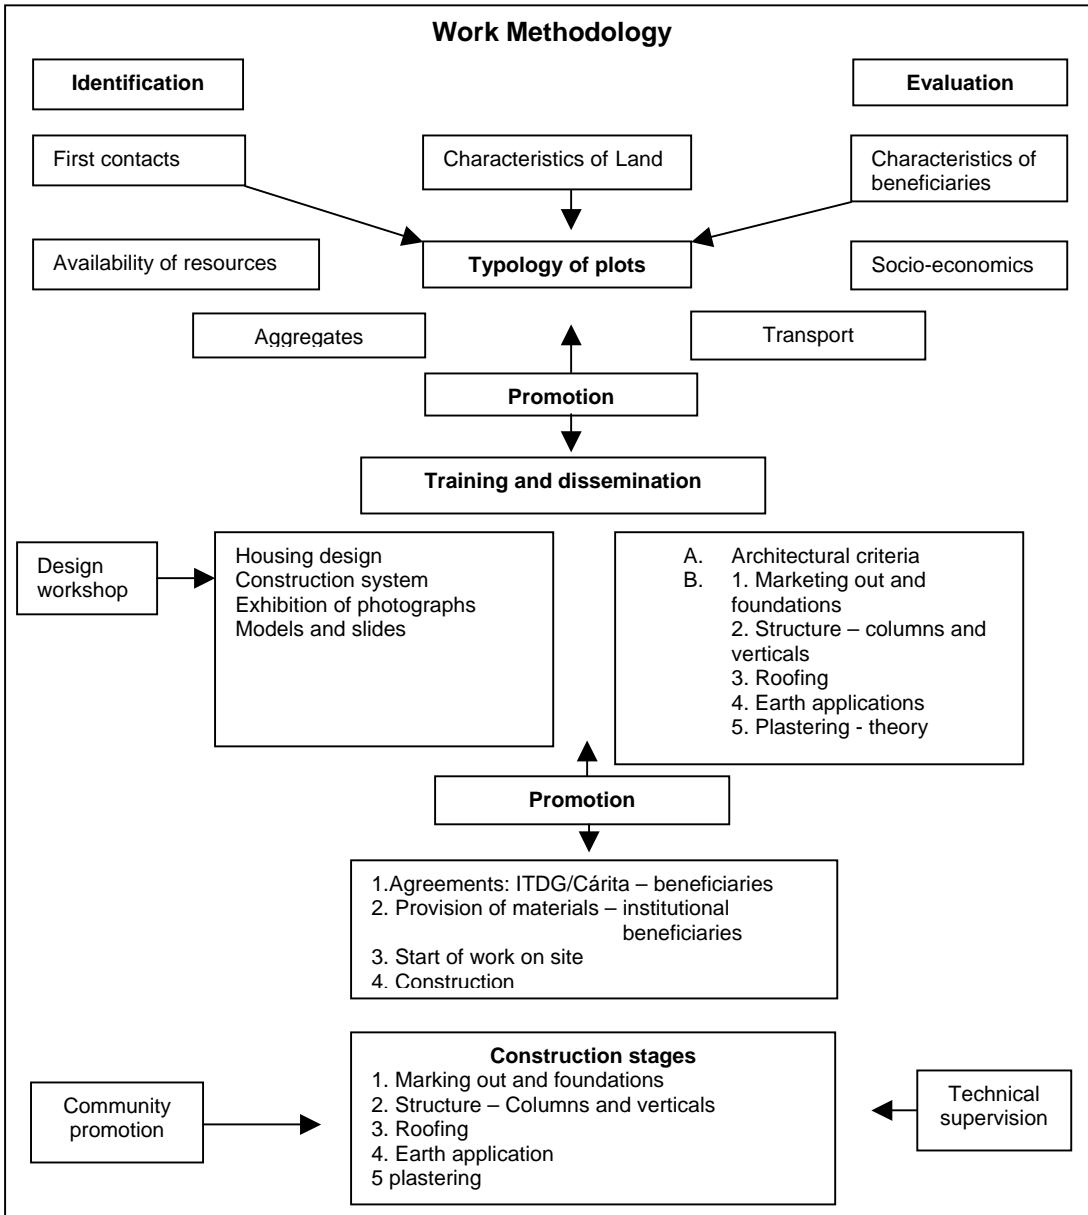 Work Methodology
Identification
Evaluation
First contacts
Characteristics of Land
Characteristics of
beneficiaries
Availability of resources
Typology of plots
Socio-economics
Aggregates
Transport
Promotion
Training and dissemination
Design
workshop
Housing design
Construction system
Exhibition of photographs
Models and slides
A. Architectural criteria
B. 1. Marketing out and
foundations
2. Structure – columns and
verticals
3. Roofing
4. Earth applications
5. Plastering - theory
Promotion
1.Agreements: ITDG/Cárita – beneficiaries
2. Provision of materials – institutional
beneficiaries
3. Start of work on site
4. Construction
Construction stages
1. Marking out and foundations
2. Structure – Columns and verticals
3. Roofing
4. Earth application
5 plastering
Community
promotion
Technical
supervision